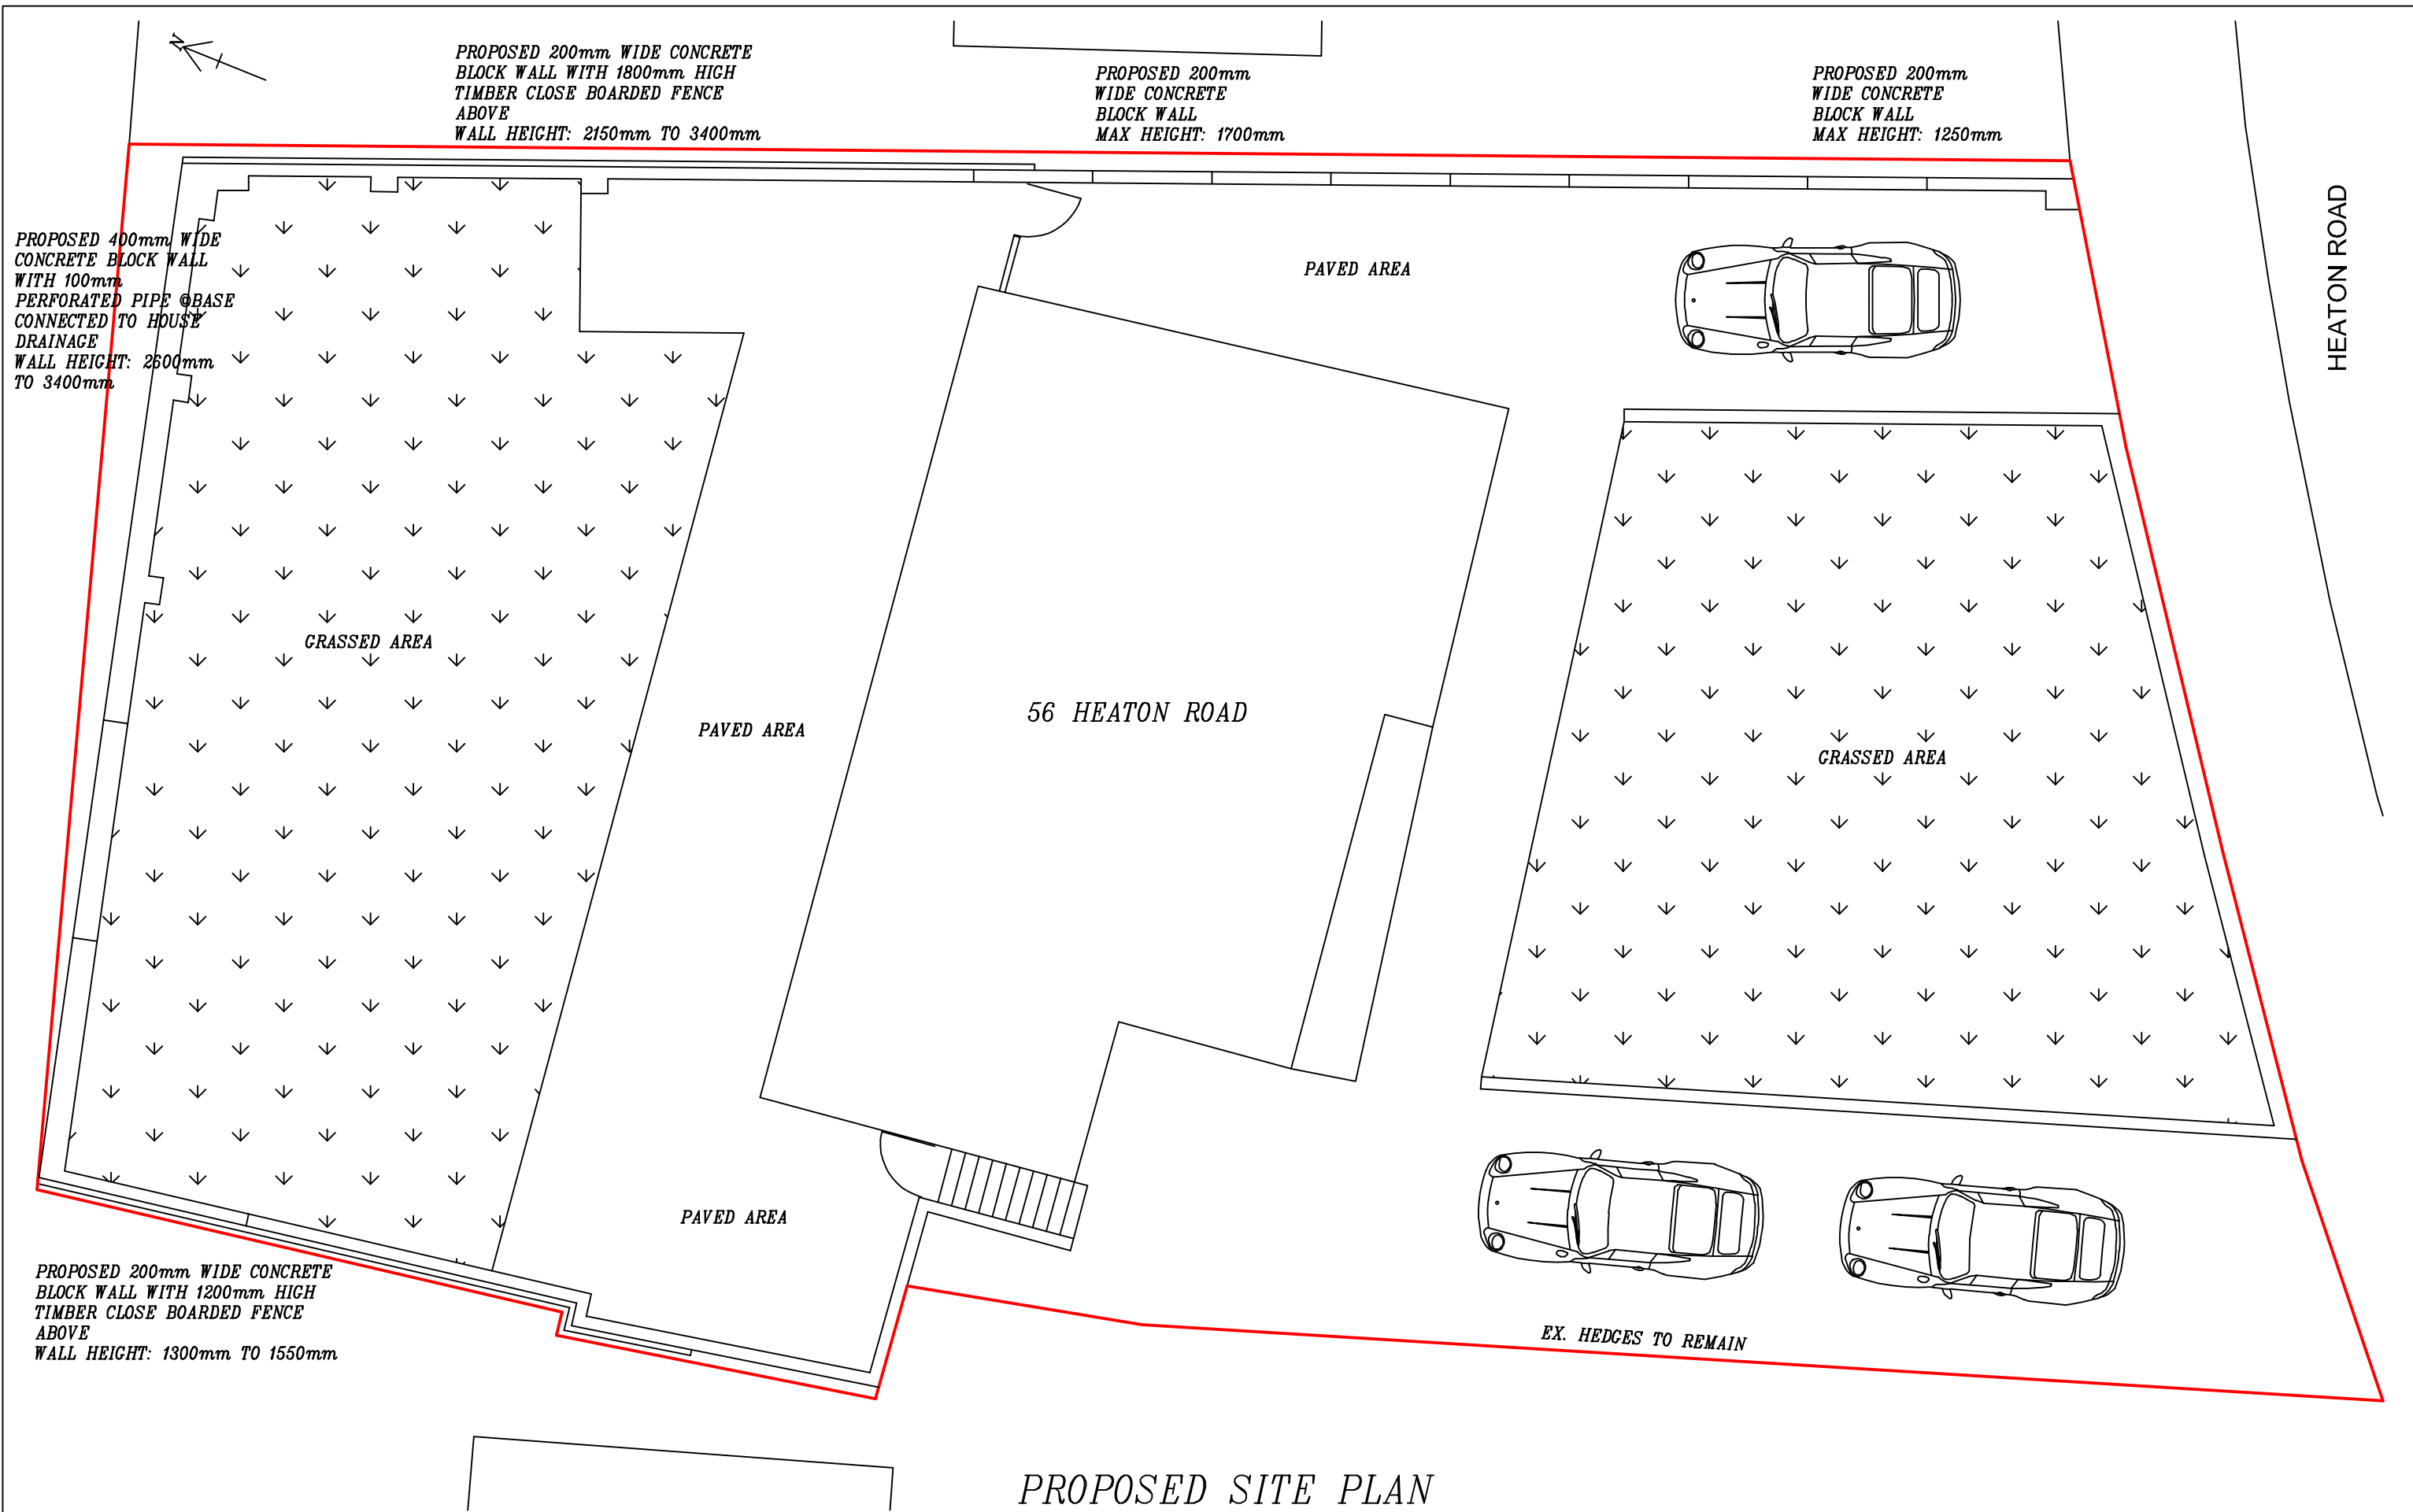 N
PROPOSED 200mm WIDE CONCRETE
BLOCK WALL WITH 1800mm HIGH
TIMBER CLOSE BOARDED FENCE
ABOVE
WALL HEIGHT: 2150mm TO 3400mm
PROPOSED 200mm
WIDE CONCRETE
BLOCK WALL
MAX HEIGHT: 1700mm
PROPOSED 200mm
WIDE CONCRETE
BLOCK WALL
MAX HEIGHT: 1250mm
HEATON ROAD
PROPOSED 400mm WIDE
CONCRETE BLOCK WALL
WITH 100mm
PERFORATED PIPE @BASE
CONNECTED TO HOUSE
DRAINAGE
WALL HEIGHT: 2600mm
TO 3400mm
PAVED AREA
GRASSED AREA
PAVED AREA
56 HEATON ROAD
GRASSED AREA
PAVED AREA
PROPOSED 200mm WIDE CONCRETE
BLOCK WALL WITH 1200mm HIGH
TIMBER CLOSE BOARDED FENCE
ABOVE
WALL HEIGHT: 1300mm TO 1550mm
EX. HEDGES TO REMAIN
PROPOSED SITE PLAN